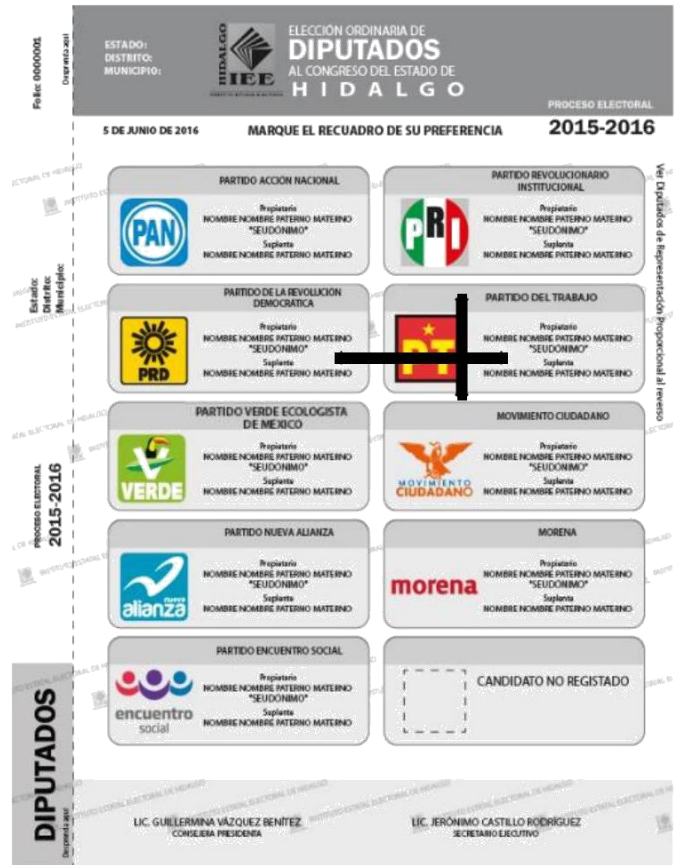 Folio: 0000001
Desprenda aquí
ESTADO:
DISTRITO:
MUNICIPIO:
HIDALGO
IEE
ELECCIÓN ORDINARIA DE
DIPUTADOS
AL CONGRESO DEL ESTADO DE
HIDALGO
PROCESO ELECTORAL
2015-2016
5 DE JUNIO DE 2016
MARQUE EL RECUADRO DE SU PREFERENCIA
PARTIDO ACCIÓN NACIONAL
PAN
Propietario
NOMBRE NOMBRE PATERNO MATERNO
"SEUDÓNIMO"
Suplente
NOMBRE NOMBRE PATERNO MATERNO
PARTIDO REVOLUCIONARIO
INSTITUCIONAL
PRI
Propietario
NOMBRE NOMBRE PATERNO MATERNO
"SEUDÓNIMO"
Suplente
NOMBRE NOMBRE PATERNO MATERNO
PARTIDO DE LA REVOLUCIÓN
DEMOCRÁTICA
PRD
Propietario
NOMBRE NOMBRE PATERNO MATERNO
"SEUDÓNIMO"
Suplente
NOMBRE NOMBRE PATERNO MATERNO
PARTIDO DEL TRABAJO
PT
Propietario
NOMBRE NOMBRE PATERNO MATERNO
"SEUDÓNIMO"
Suplente
NOMBRE NOMBRE PATERNO MATERNO
PARTIDO VERDE ECOLOGISTA
DE MÉXICO
VERDE
Propietario
NOMBRE NOMBRE PATERNO MATERNO
"SEUDÓNIMO"
Suplente
NOMBRE NOMBRE PATERNO MATERNO
MOVIMIENTO CIUDADANO
MOVIMIENTO
CIUDADANO
Propietario
NOMBRE NOMBRE PATERNO MATERNO
"SEUDÓNIMO"
Suplente
NOMBRE NOMBRE PATERNO MATERNO
PARTIDO NUEVA ALIANZA
nueva
alianza
Propietario
NOMBRE NOMBRE PATERNO MATERNO
"SEUDÓNIMO"
Suplente
NOMBRE NOMBRE PATERNO MATERNO
MORENA
morena
Propietario
NOMBRE NOMBRE PATERNO MATERNO
"SEUDÓNIMO"
Suplente
NOMBRE NOMBRE PATERNO MATERNO
PARTIDO ENCUENTRO SOCIAL
encuentro
social
Propietario
NOMBRE NOMBRE PATERNO MATERNO
"SEUDÓNIMO"
Suplente
NOMBRE NOMBRE PATERNO MATERNO
CANDIDATO NO REGISTADO
Ver Diputados de Representación Proporcional al reverso
Estado:
Distrito:
Municipio:
PROCESO ELECTORAL
2015-2016
DIPUTADOS
Desprenda aquí
LIC. GUILLERMINA VÁZQUEZ BENÍTEZ
CONSEJERA PRESIDENTA
LIC. JERÓNIMO CASTILLO RODRÍGUEZ
SECRETARIO EJECUTIVO